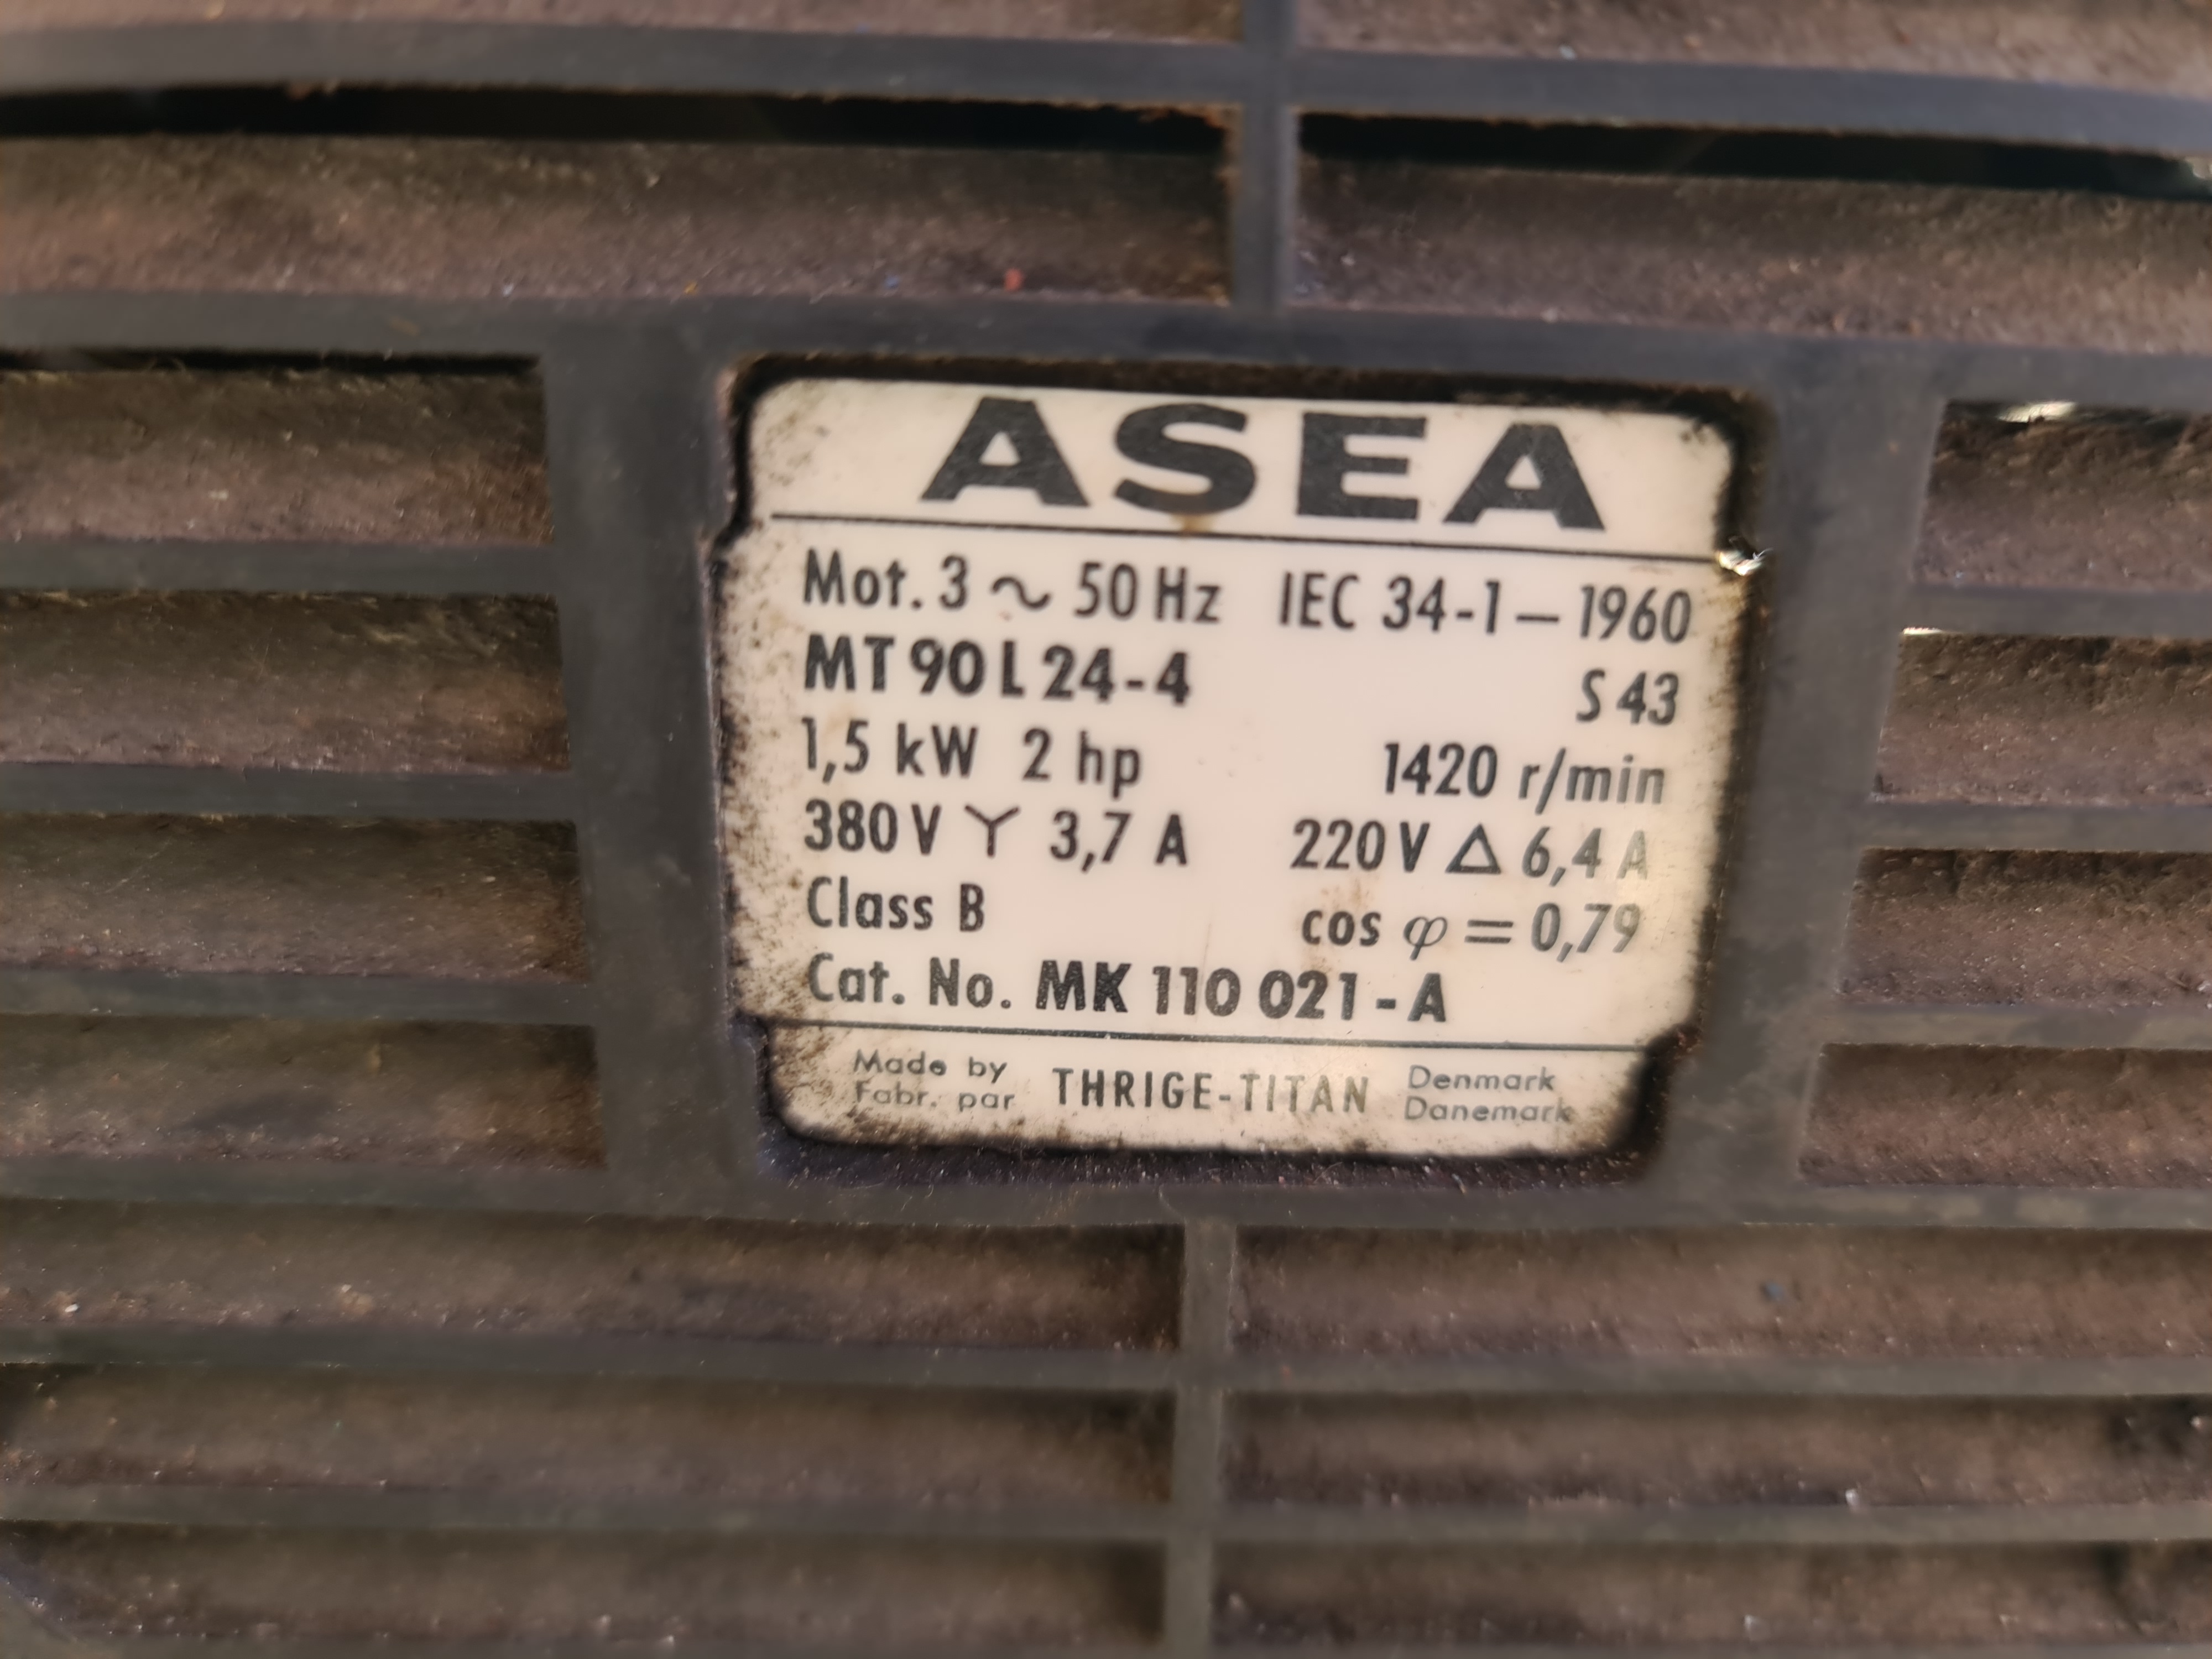 ASEA
Mot. 3 ~ 50 Hz IEC 34-1 — 1960
MT 90 L 24-4 S 43
1,5 kW 2 hp 1420 r/min
380 V Y 3,7 A 220 V △ 6,4 A
Class B cos φ = 0,79
Cat. No. MK 110 021 - A
Made by THRIGE-TITAN Denmark
Fabr. par Danemark